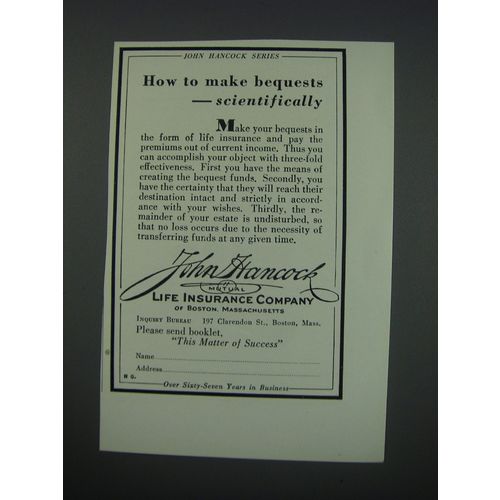 JOHN HANCOCK SERIES
How to make bequests
—scientifically
Make your bequests in
the form of life insurance and pay the
premiums out of current income. Thus you
can accomplish your object with three-fold
effectiveness. First you have the means of
creating the bequest funds. Secondly, you
have the certainty that they will reach their
destination intact and strictly in accord-
ance with your wishes. Thirdly, the re-
mainder of your estate is undisturbed, so
that no loss occurs due to the necessity of
transferring funds at any given time.
John Hancock
MUTUAL
LIFE INSURANCE COMPANY
OF BOSTON, MASSACHUSETTS
INQUIRY BUREAU 197 Clarendon St., Boston, Mass.
Please send booklet,
"This Matter of Success"
Name
Address
N G.
Over Sixty-Seven Years in Business